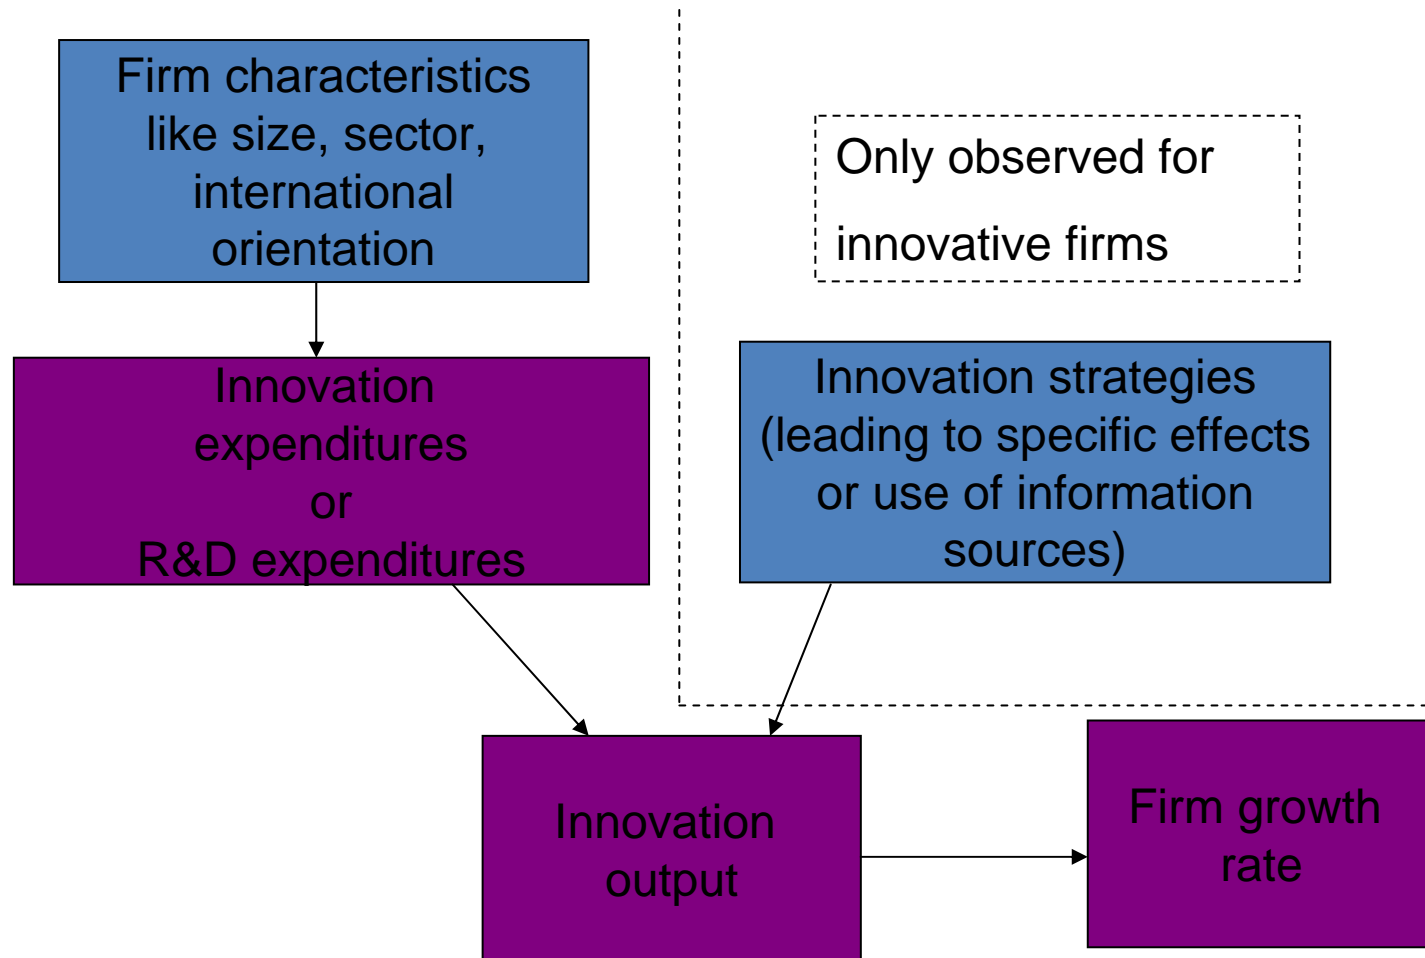 Firm characteristics
like size, sector,
international
orientation
Only observed for
innovative firms
Innovation
expenditures
or
R&D expenditures
Innovation strategies
(leading to specific effects
or use of information
sources)
Innovation
output
Firm growth
rate